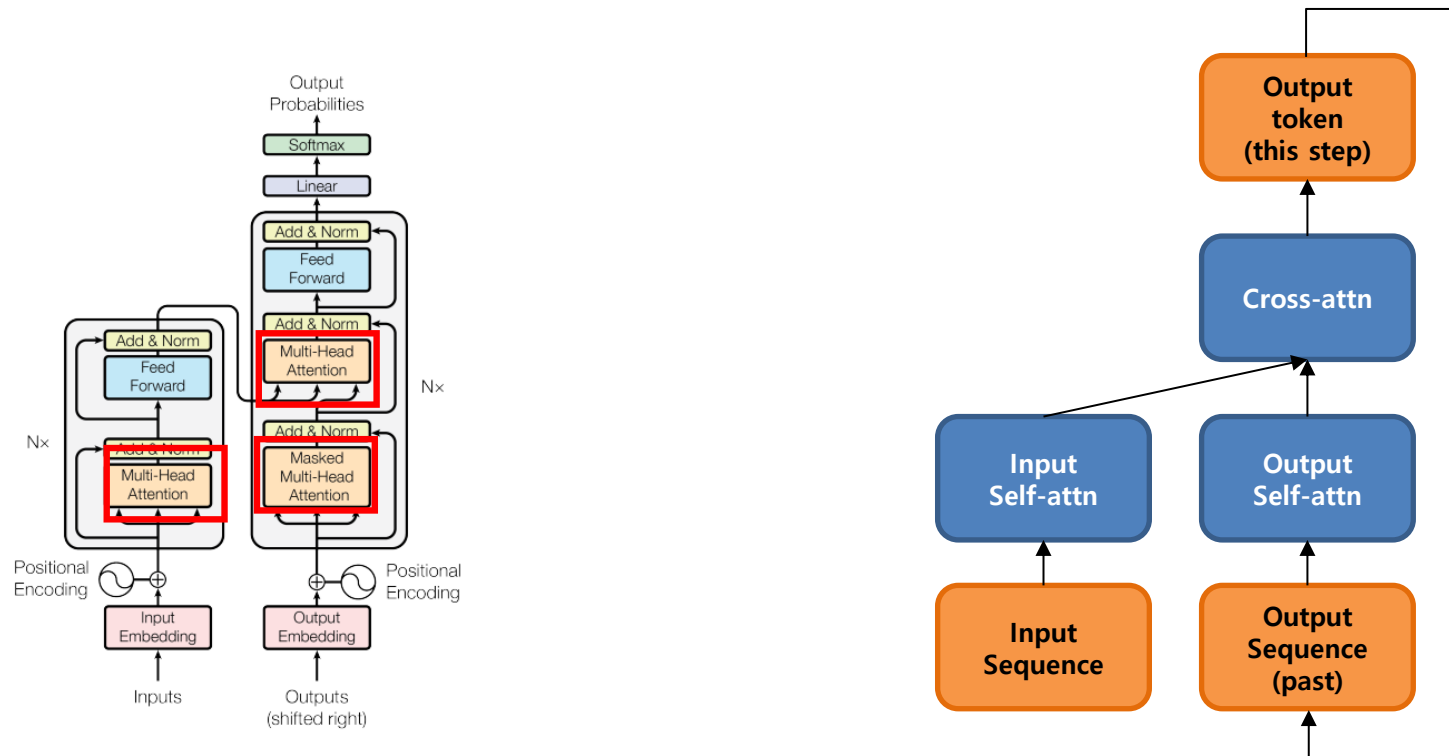 Output
Probabilities
Softmax
Linear
Add & Norm
Feed
Forward
Add & Norm
Multi-Head
Attention
Nx
Add & Norm
Masked
Multi-Head
Attention
Add & Norm
Feed
Forward
Nx
Add & Norm
Multi-Head
Attention
Positional
Encoding
Positional
Encoding
Input
Embedding
Output
Embedding
Inputs
Outputs
(shifted right)
Output
token
(this step)
Cross-attn
Input
Self-attn
Output
Self-attn
Input
Sequence
Output
Sequence
(past)